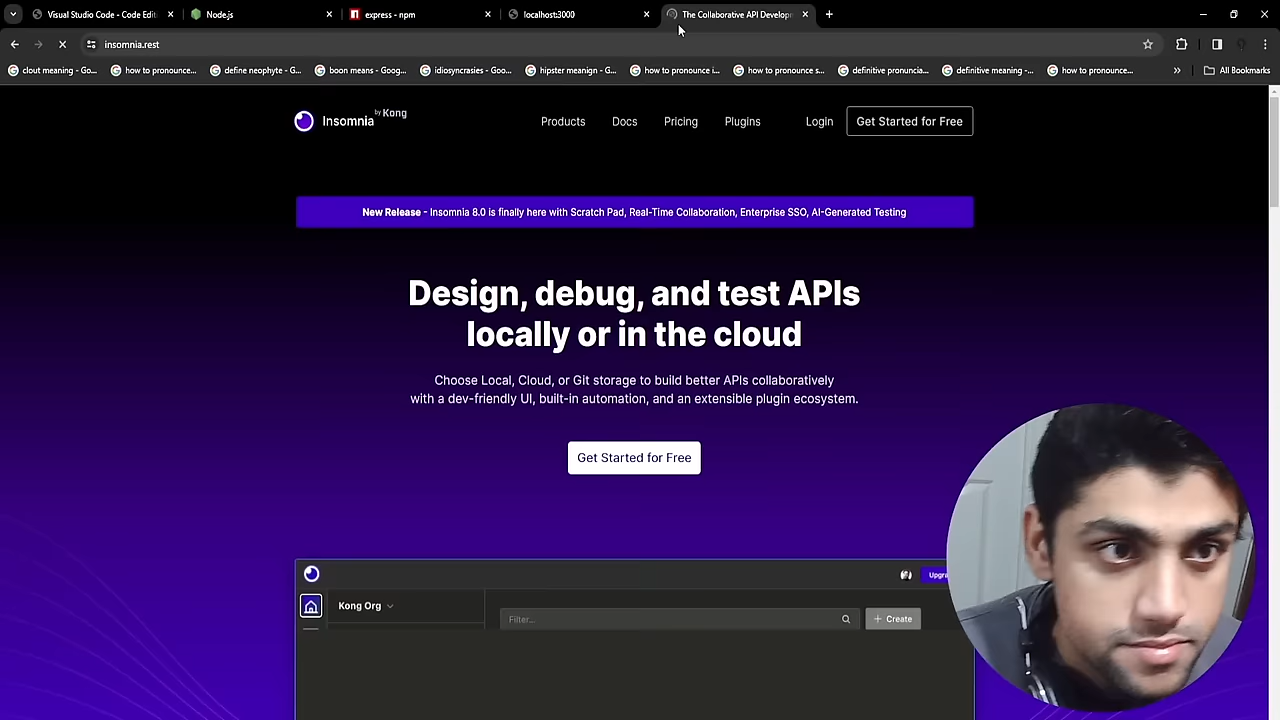 Visual Studio Code - Code Edit
Node.js
express - npm
localhost:3000
The Collaborative API Develop
insomnia.rest
clout meaning - Go...
how to pronounce...
define neophyte - G...
boon means - Goog...
idiosyncrasies - Goo...
hipster meanign - G...
how to pronounce i...
how to pronounce s...
definitive pronuncia...
definitive meaning -...
how to pronounce...
»
All Bookmarks
Insomnia by Kong
Products
Docs
Pricing
Plugins
Login
Get Started for Free
New Release - Insomnia 8.0 is finally here with Scratch Pad, Real-Time Collaboration, Enterprise SSO, AI-Generated Testing
Design, debug, and test APIs
locally or in the cloud
Choose Local, Cloud, or Git storage to build better APIs collaboratively
with a dev-friendly UI, built-in automation, and an extensible plugin ecosystem.
Get Started for Free
Upgr
Kong Org
Filter...
+ Create